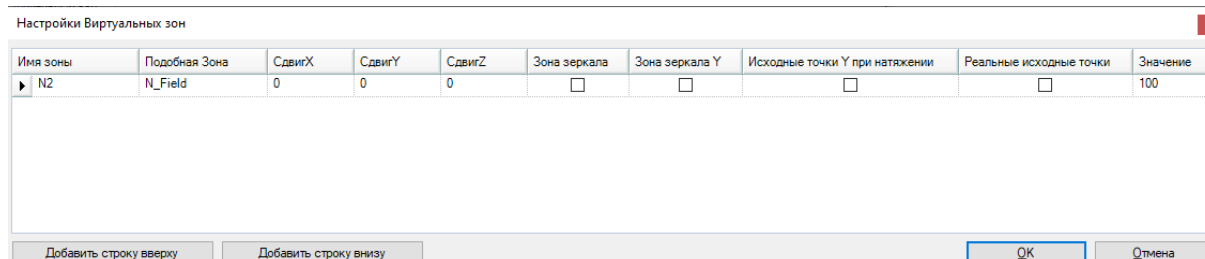 Настройки Виртуальных зон
Имя зоны Подобная Зона СдвигX СдвигY СдвигZ Зона зеркала Зона зеркала Y Исходные точки Y при натяжении Реальные исходные точки Значение
N2 N_Field 0 0 0 100
Добавить строку вверху Добавить строку внизу OK Отмена